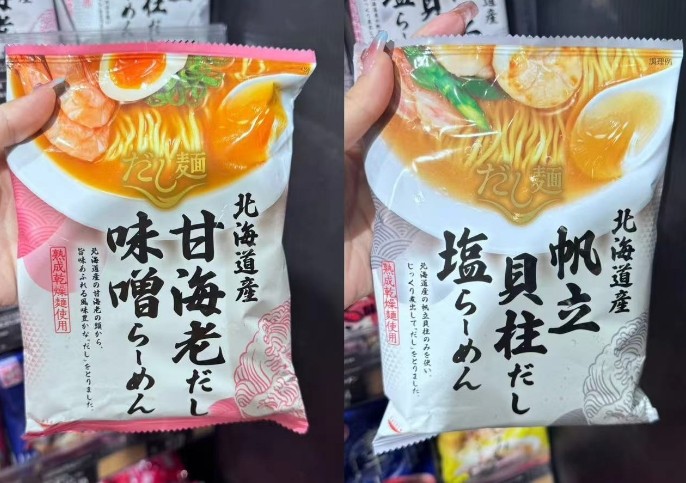 だし麺
北海道産
甘海老だし
味噌らーめん
北海道産の甘海老の頭から、
旨味あふれる風味豊かな“だし”をとりました。
熟成乾燥麺使用
調理例
だし麺
北海道産
帆立
貝柱だし
塩らーめん
北海道産の帆立貝柱のみを使い、
じっくり煮出して“だし”をとりました。
熟成乾燥麺使用